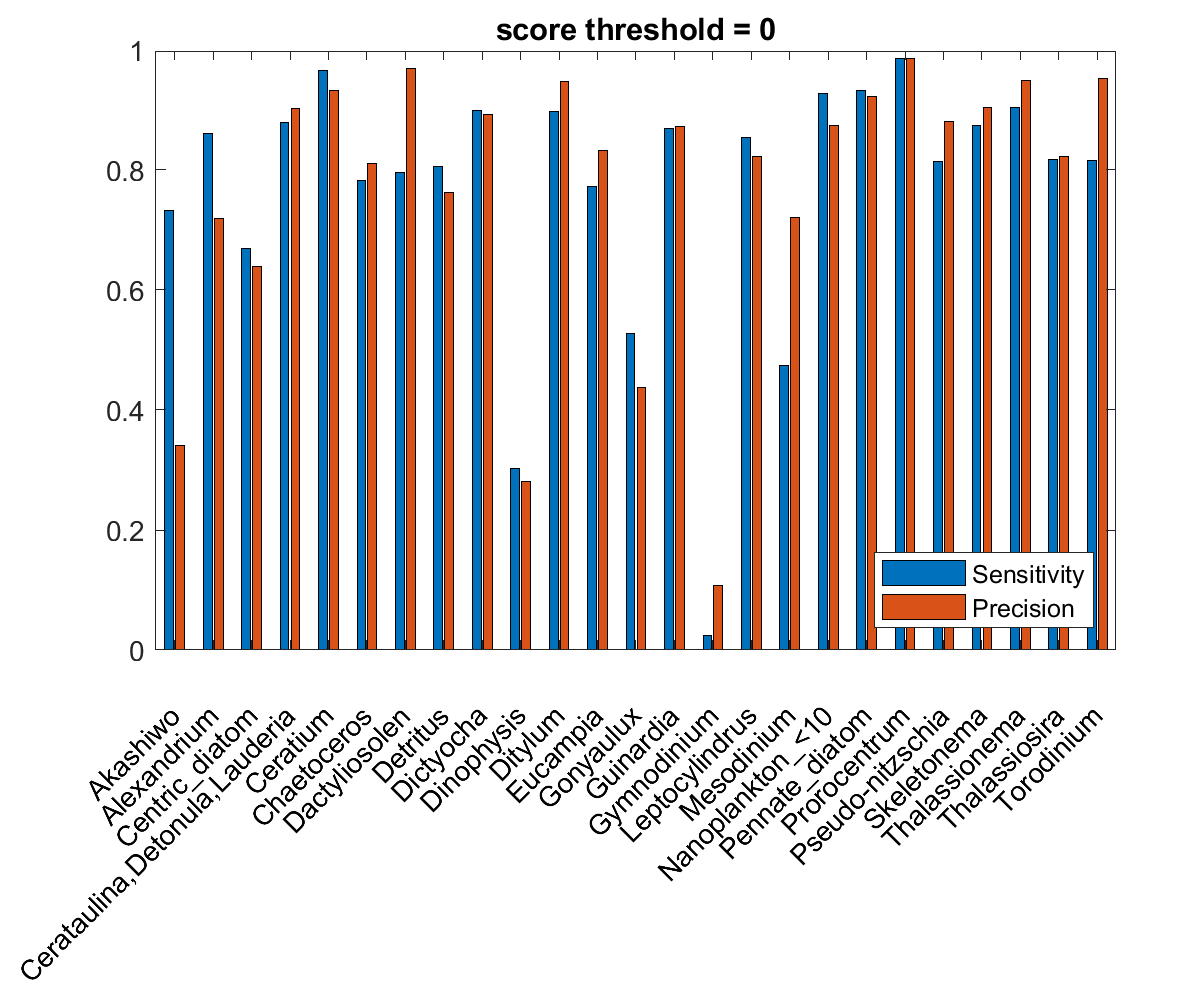 score threshold = 0
1
0.8
0.6
0.4
0.2
0
Sensitivity
Precision
Akashiwo
Alexandrium
Centric_diatom
Cerataulina,Detonula,Lauderia
Ceratium
Chaetoceros
Dactyliosolen
Detritus
Dictyocha
Dinophysis
Ditylum
Eucampia
Gonyaulux
Guinardia
Gymnodinium
Leptocylindrus
Mesodinium
Nanoplankton_<10
Pennate_diatom
Prorocentrum
Pseudo-nitzschia
Skeletonema
Thalassionema
Thalassiosira
Torodinium